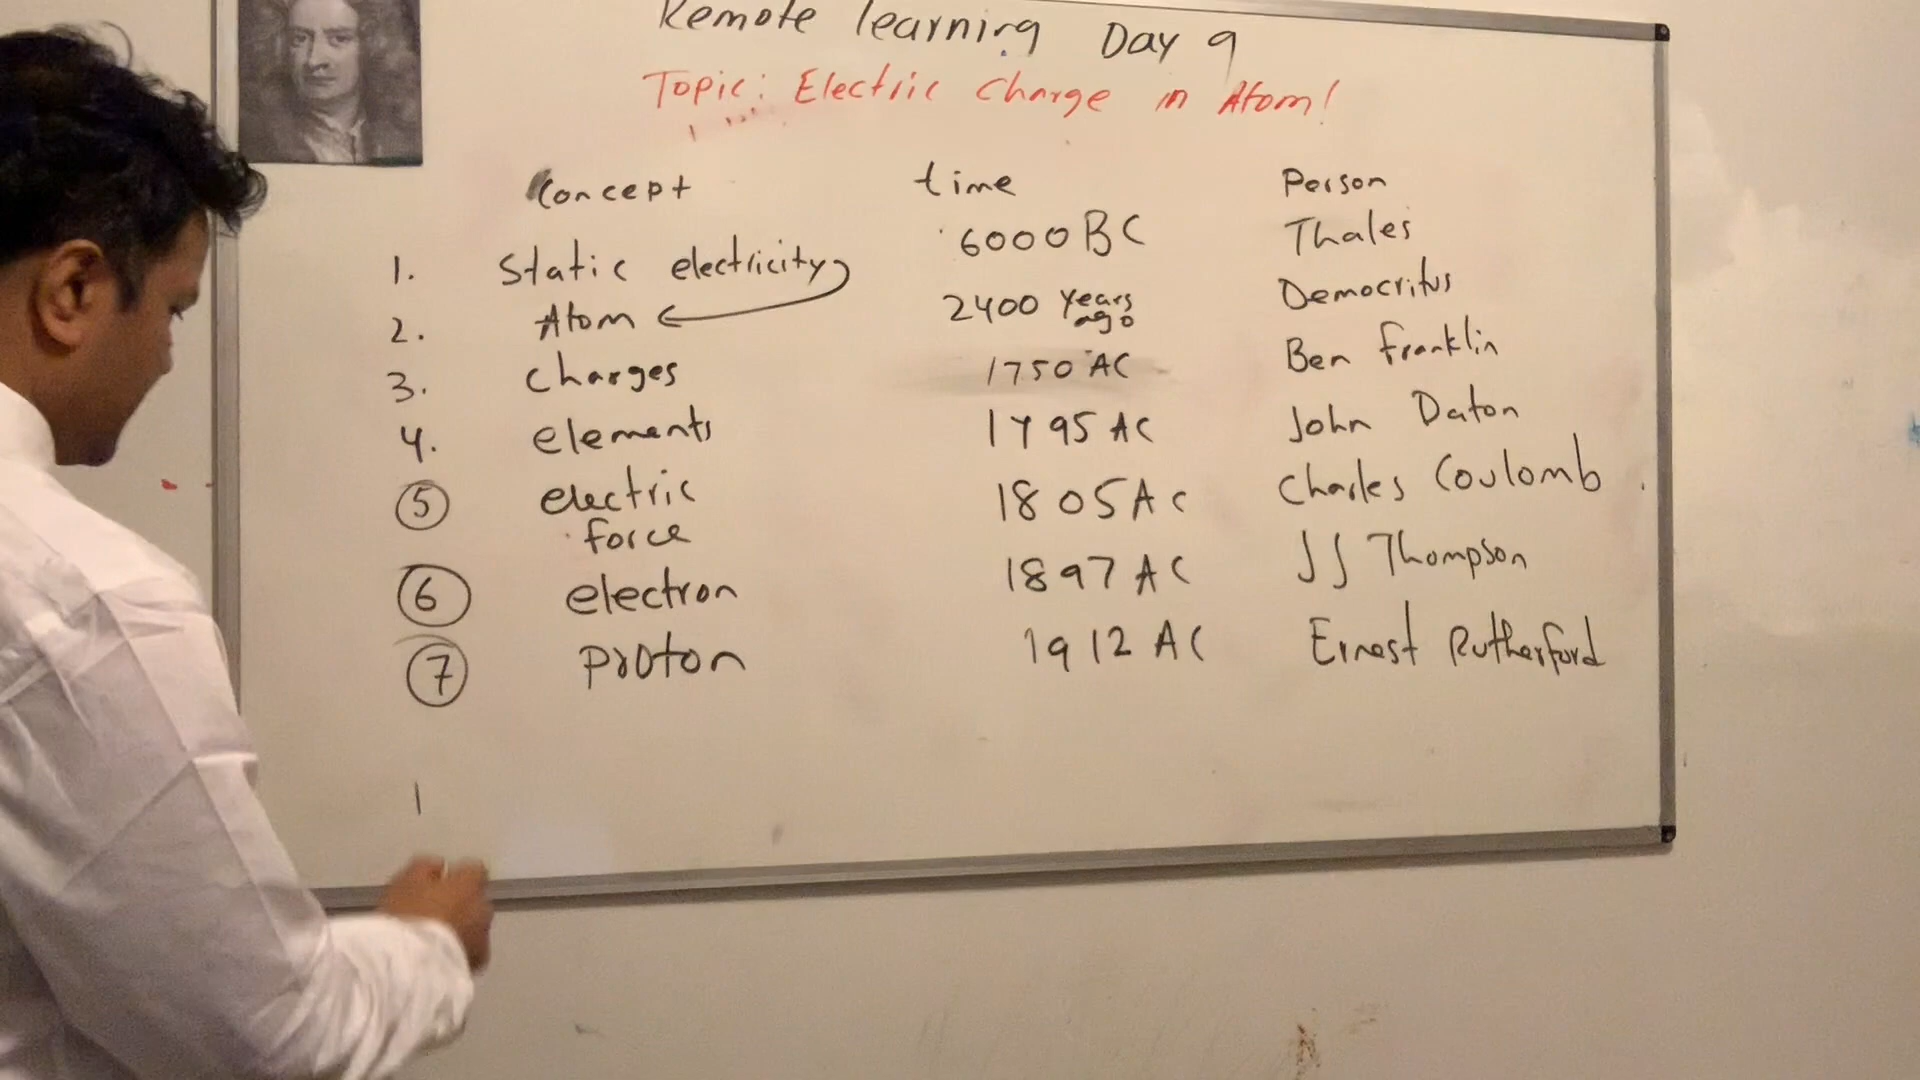 Remote learning Day 9
Topic: Electric charge in Atom!
Concept time Person
1. Static electricity 6000 BC Thales
2. Atom 2400 years ago Democritus
3. charges 1750 AC Ben franklin
4. elements 1795 AC John Daton
5 electric force 1805 AC Charles Coulomb
6 electron 1897 AC JJ Thompson
7 proton 1912 AC Ernest Rutherford
1